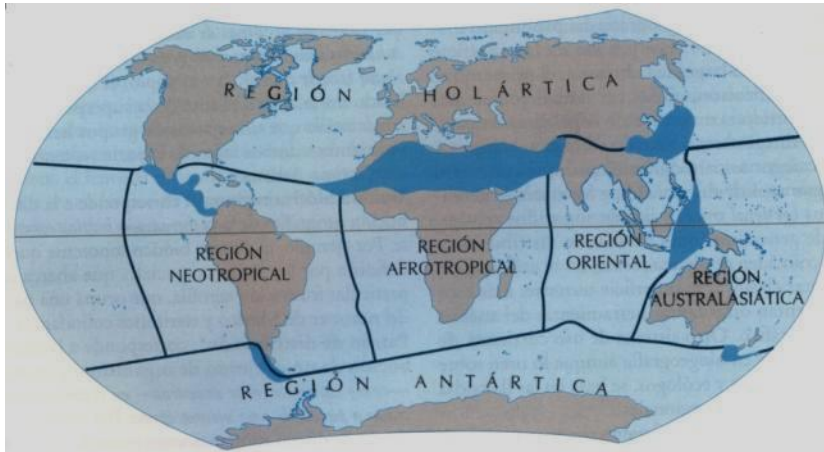 REGIÓN HOLÁRTICA
REGIÓN
NEOTROPICAL
REGIÓN
AFROTROPICAL
REGIÓN
ORIENTAL
REGIÓN
AUSTRALASIÁTICA
REGIÓN ANTÁRTICA